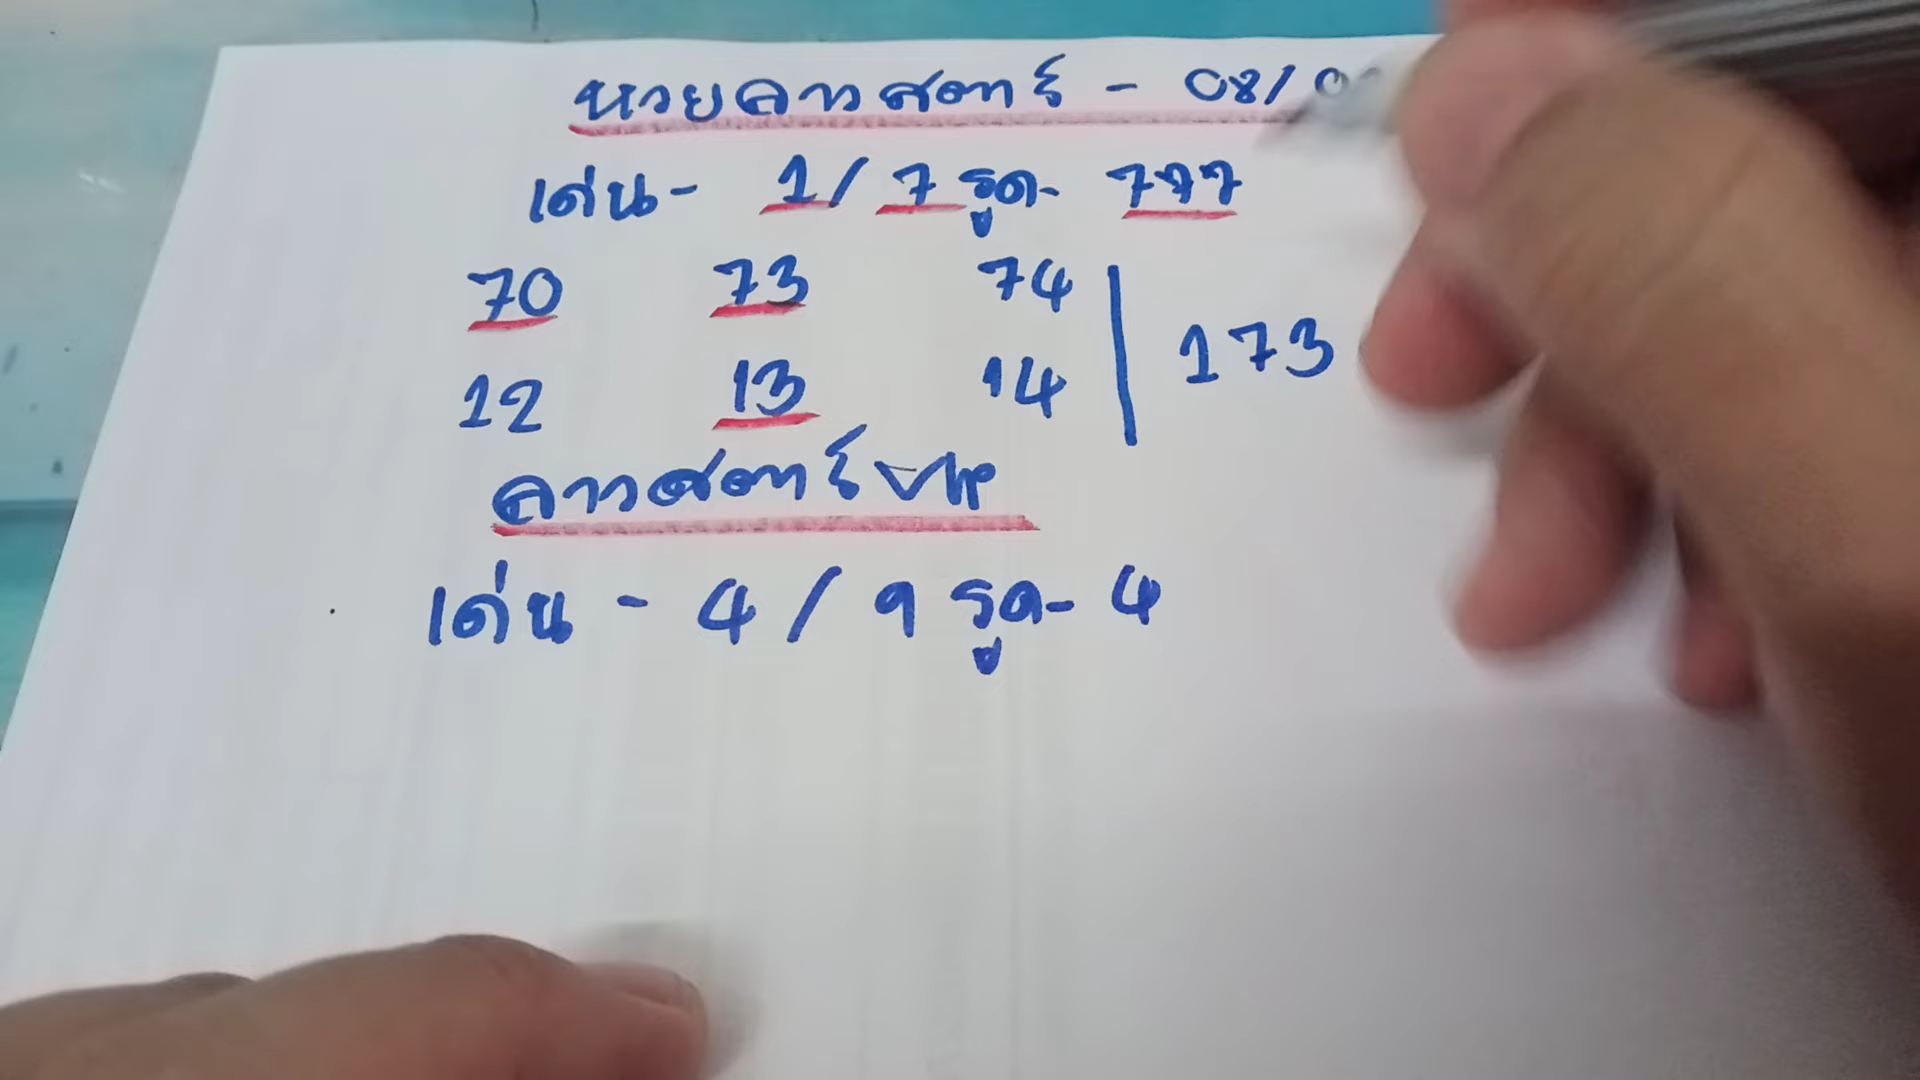 หวยลาวสตาร์ - 08/0
เด่น - 1 / 7 รูด - 777
70 73 74
12 13 14
173
ลาวสตาร์ VIP
เด่น - 4 / 9 รูด - 4